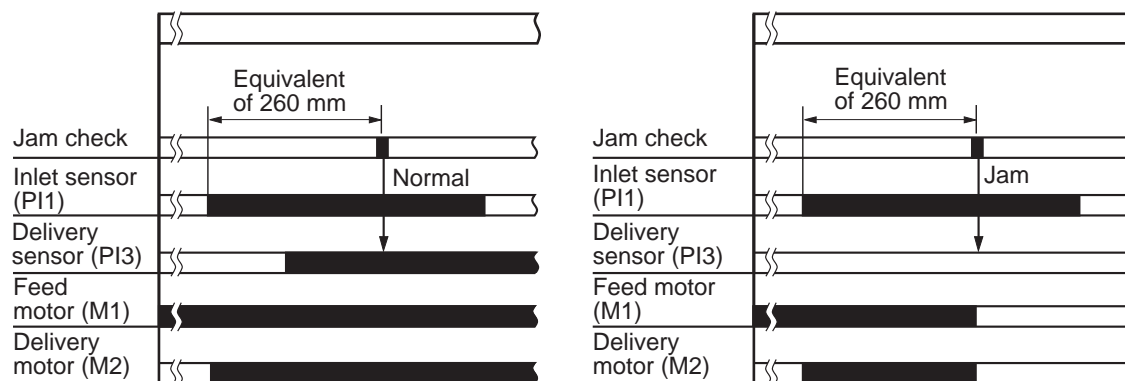 Equivalent
of 260 mm
Jam check
Normal
Inlet sensor
(PI1)
Delivery
sensor (PI3)
Feed
motor (M1)
Delivery
motor (M2)
Equivalent
of 260 mm
Jam check
Jam
Inlet sensor
(PI1)
Delivery
sensor (PI3)
Feed motor
(M1)
Delivery
motor (M2)